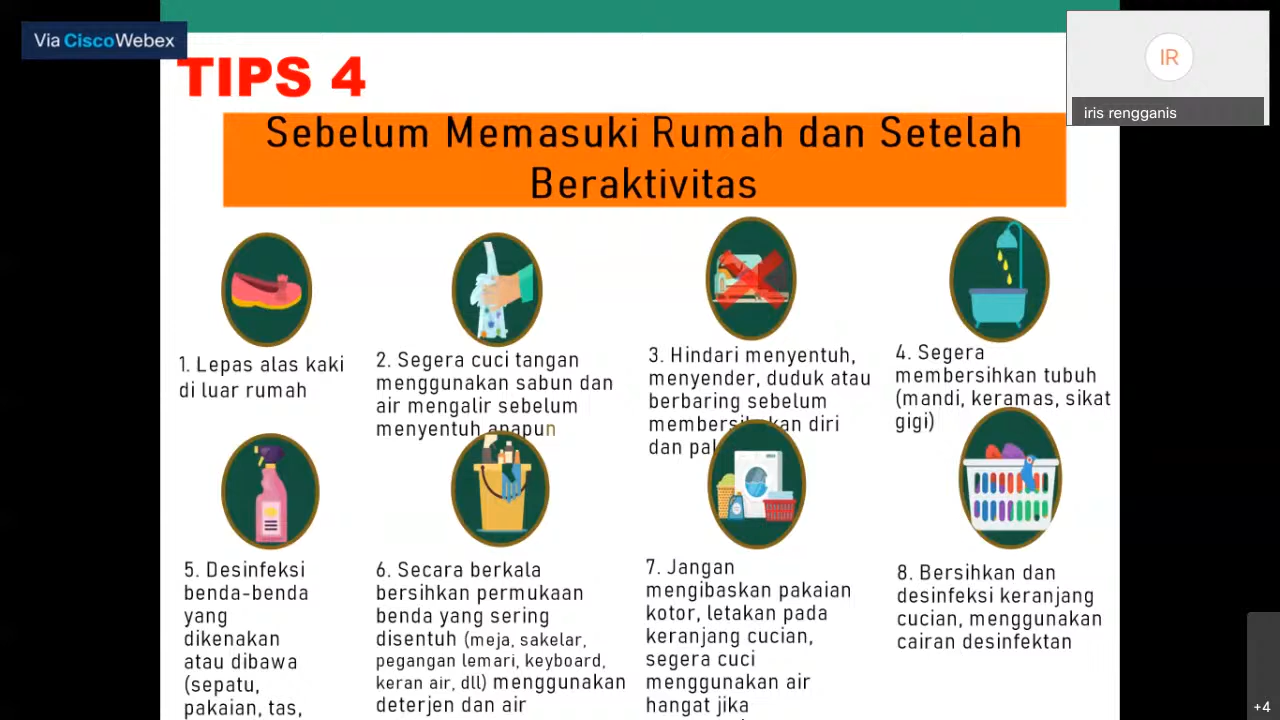 Via CiscoWebex
TIPS 4
IR
iris rengganis
Sebelum Memasuki Rumah dan Setelah
Beraktivitas
1. Lepas alas kaki
di luar rumah
2. Segera cuci tangan
menggunakan sabun dan
air mengalir sebelum
menyentuh apapun
3. Hindari menyentuh,
menyender, duduk atau
berbaring sebelum
diri
dan
4. Segera
membersihkan tubuh
(mandi, keramas, sikat
gigi)
5. Desinfeksi
benda-benda
yang
dikenakan
atau dibawa
(sepatu,
pakaian, tas,
6. Secara berkala
bersihkan permukaan
benda yang sering
disentuh (meja, sakelar,
pegangan lemari, keyboard,
keran air, dll) menggunakan
deterjen dan air
7. Jangan
mengibaskan pakaian
kotor, letakan pada
keranjang cucian,
segera cuci
menggunakan air
hangat jika
8. Bersihkan dan
desinfeksi keranjang
cucian, menggunakan
cairan desinfektan
+4